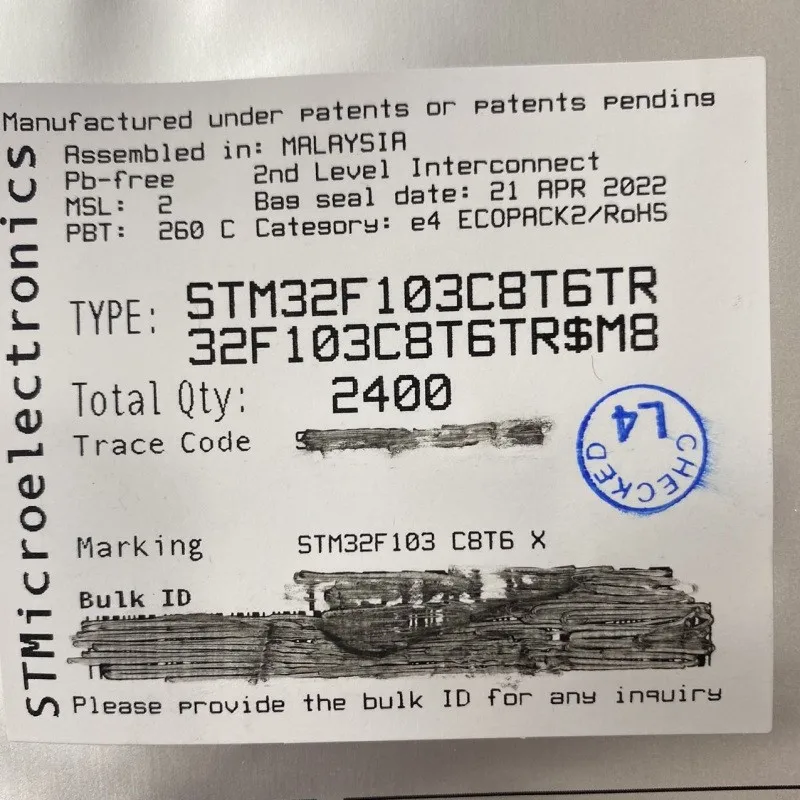 Manufactured under patents or patents pending
STMicroelectronics
Assembled in: MALAYSIA
Pb-free 2nd Level Interconnect
MSL: 2 Bag seal date: 21 APR 2022
PBT: 260 C Category: e4 ECOPACK2/RoHS
TYPE: STM32F103C8T6TR
32F103C8T6TR$M8
Total Qty: 2400
Trace Code
L4
CHECKED
Marking STM32F103 C8T6 X
Bulk ID
Please provide the bulk ID for any inquiry